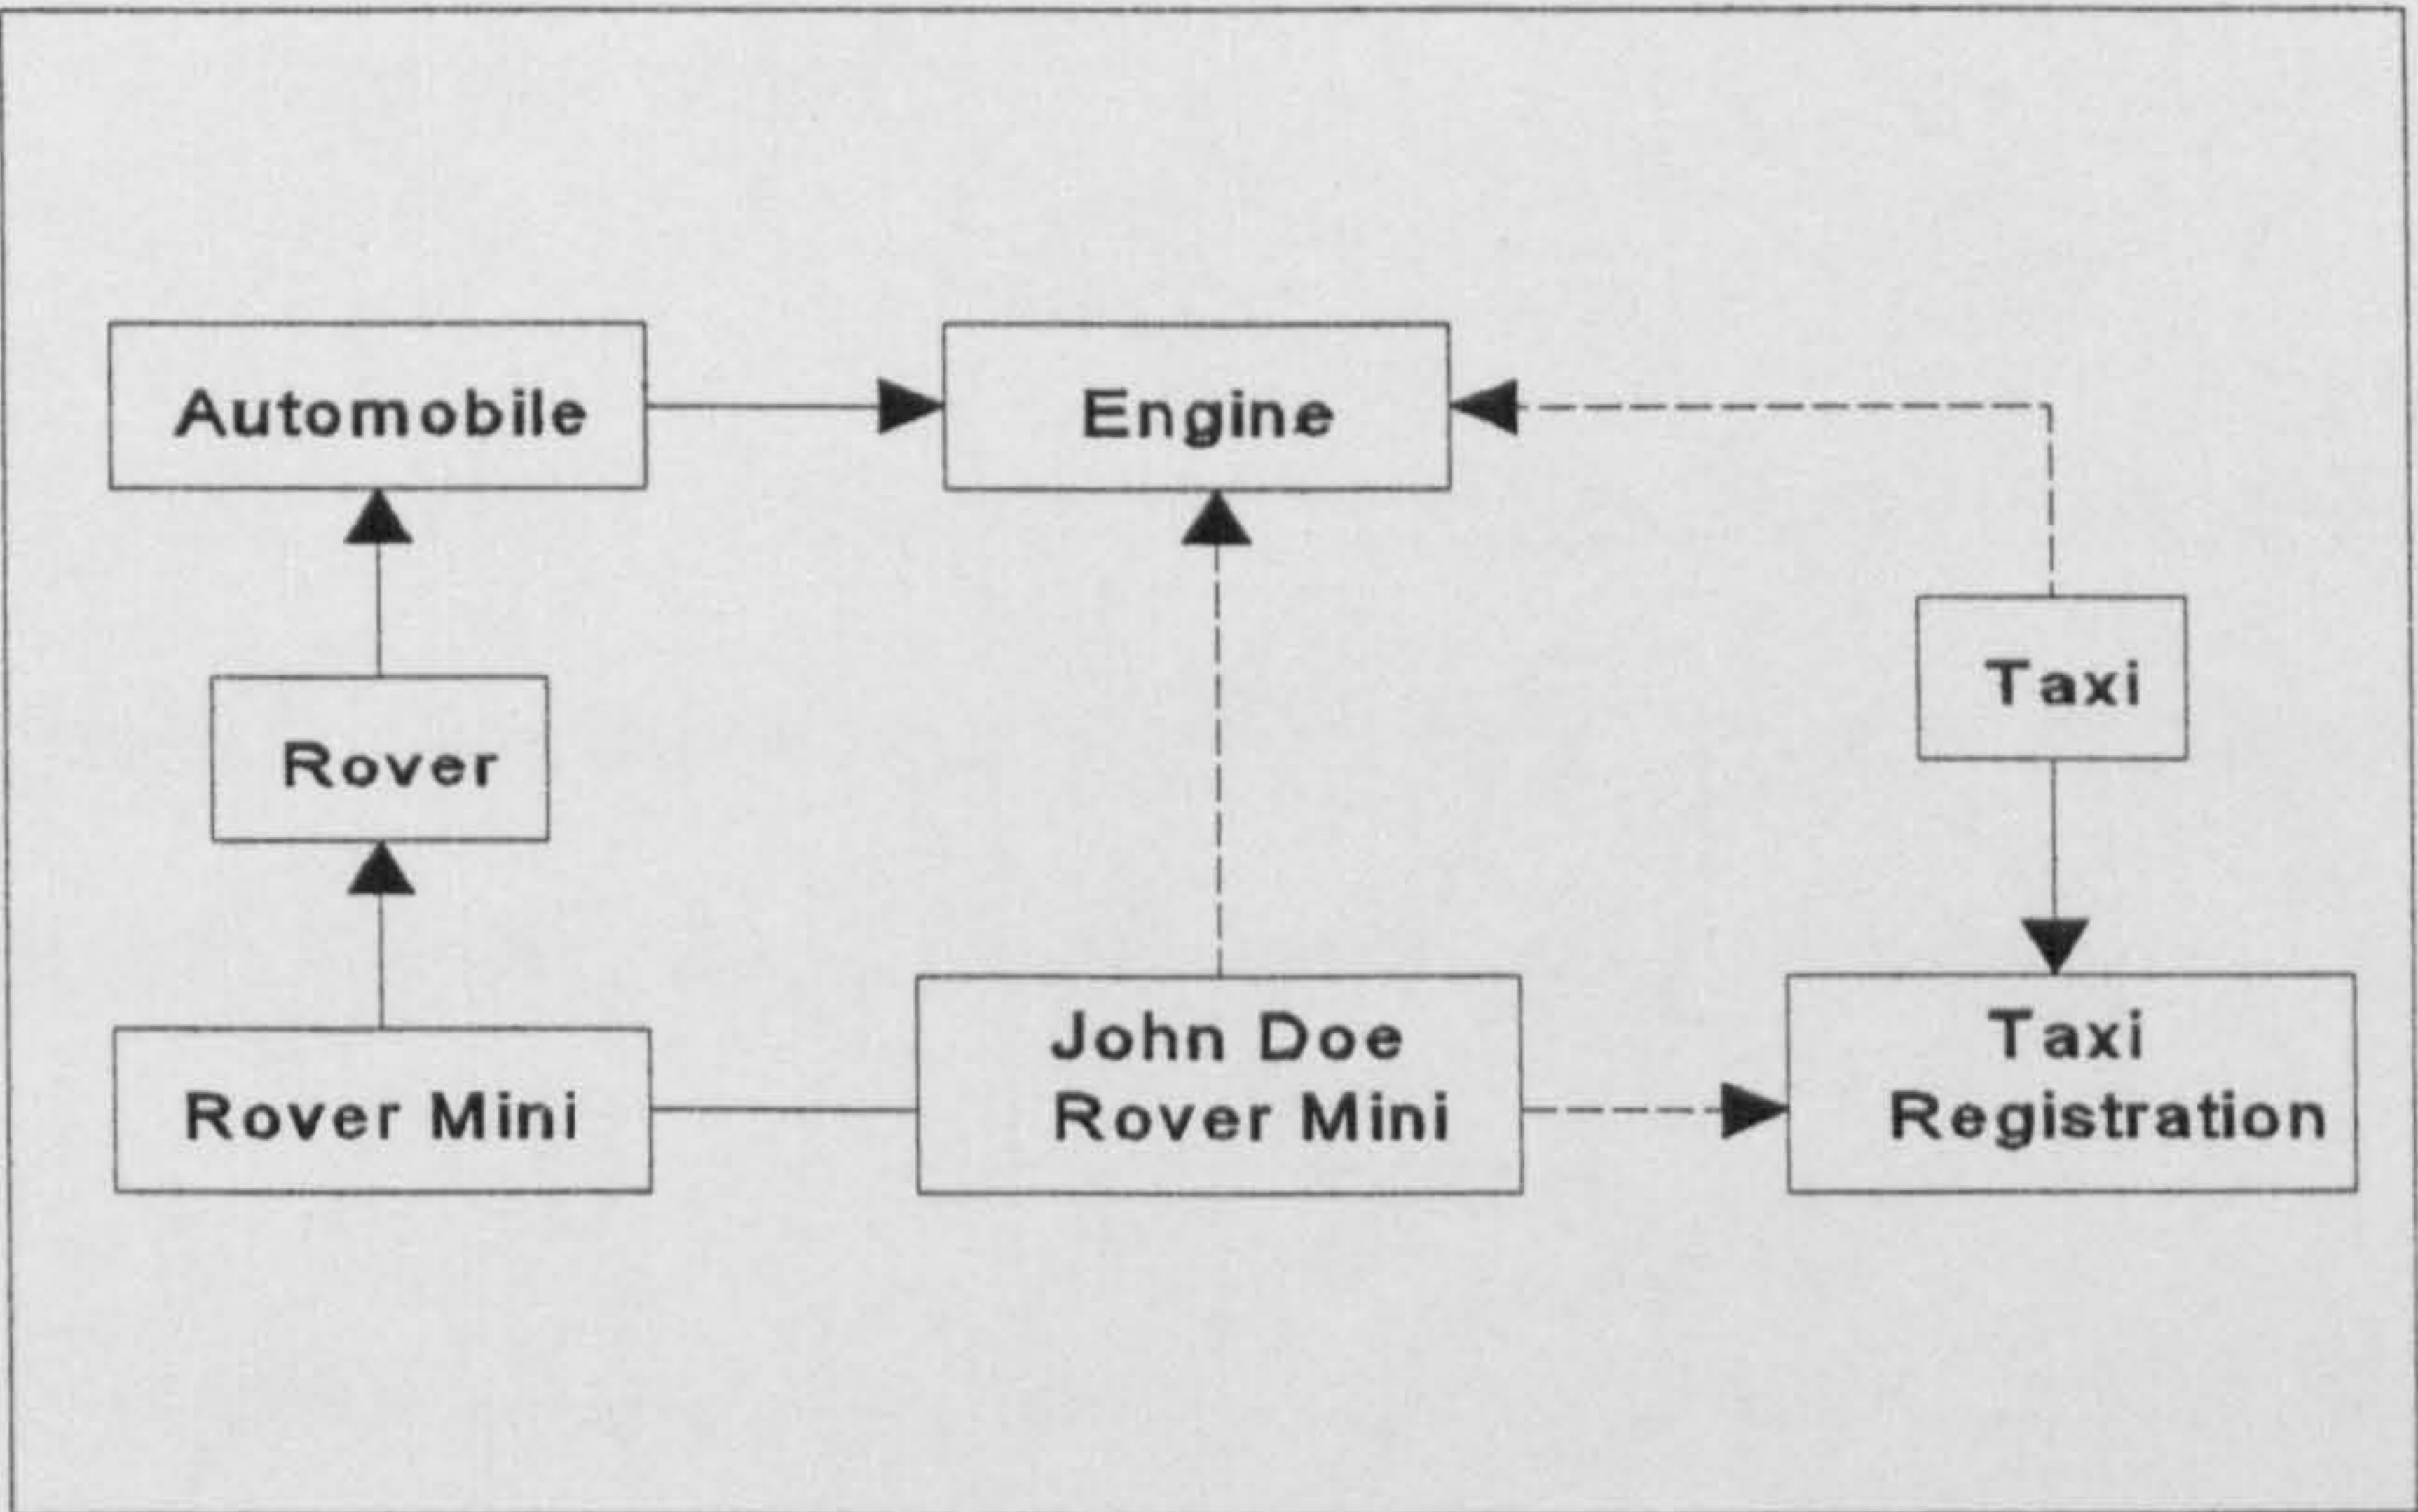 Automobile
Engine
Taxi
Rover
Rover Mini
John Doe
Rover Mini
Taxi
Registration